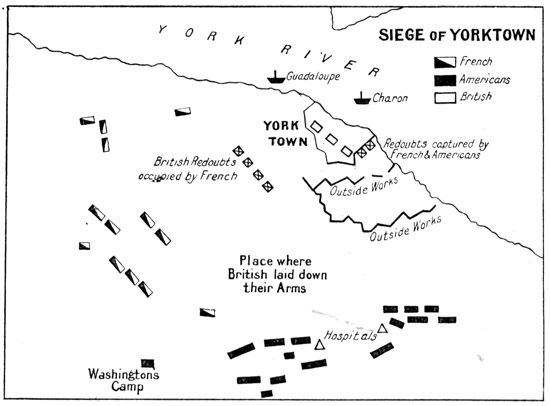 SIEGE OF YORKTOWN
YORK RIVER
French
Americans
British
Guadaloupe
Charon
YORK
TOWN
Redoubts captured by
French & Americans
British Redoubts
occupied by French
Outside Works
Outside Works
Place where
British laid down
their Arms
Hospitals
Washingtons
Camp